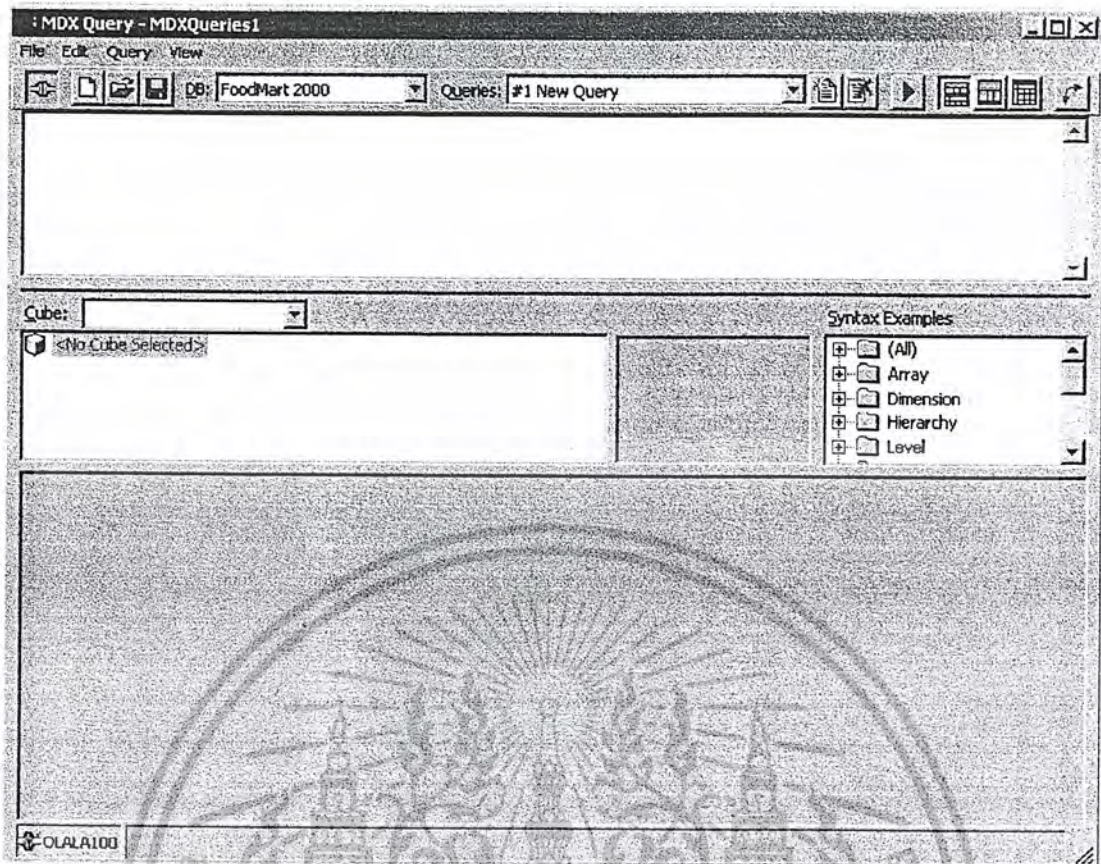 : MDX Query - MDXQueries1
File Edit Query View
DB: FoodMart 2000 Queries: #1 New Query
Cube:
Syntax Examples
<No Cube Selected>
(All)
Array
Dimension
Hierarchy
Level
OLALA100